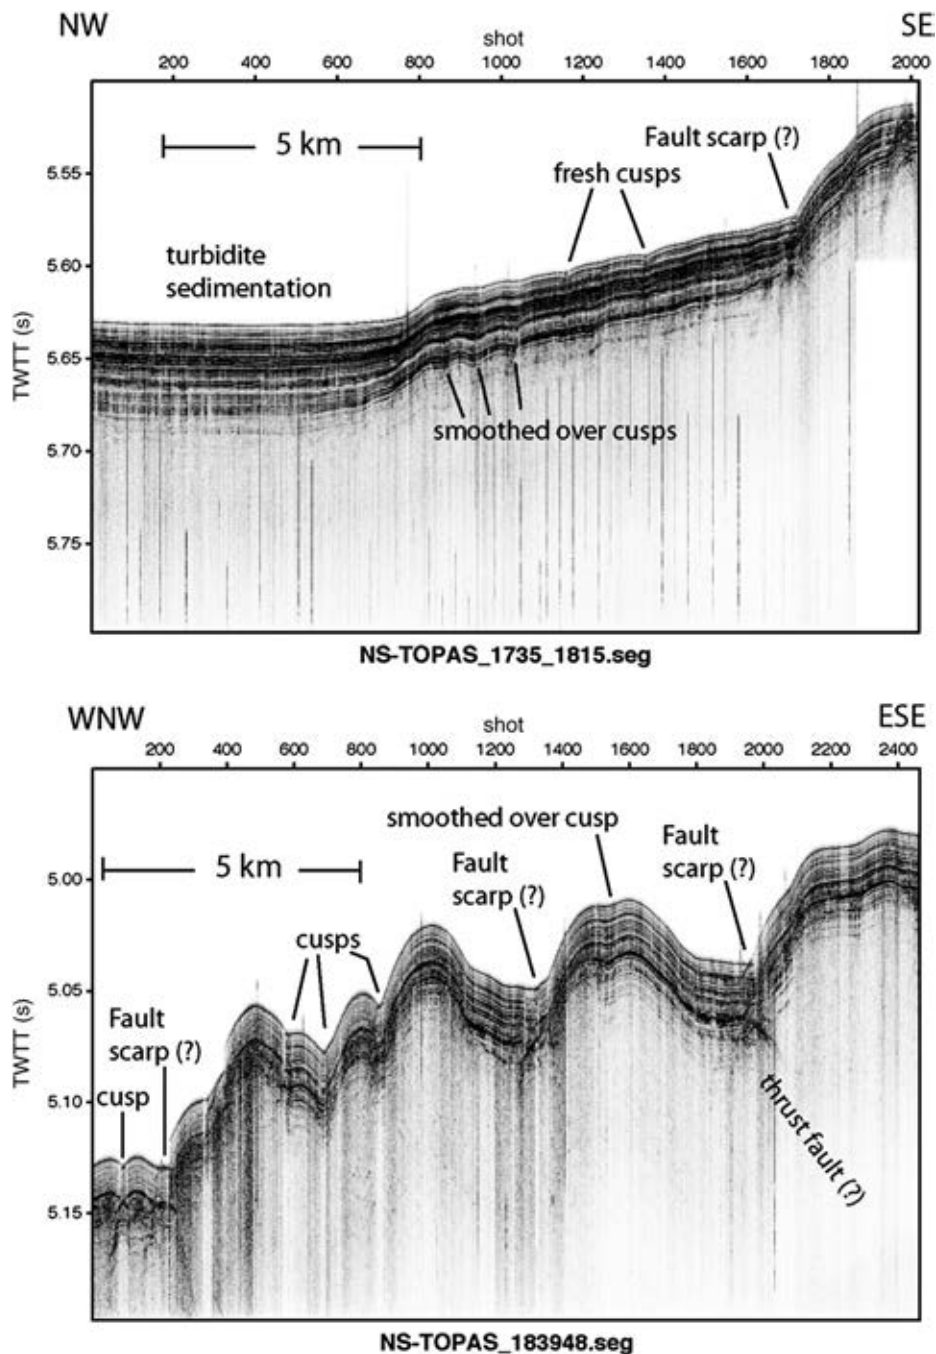 NW
SE
shot
200 400 600 800 1000 1200 1400 1600 1800 2000
5 km
Fault scarp (?)
fresh cusps
turbidite
sedimentation
smoothed over cusps
TWTT (s)
5.55
5.60
5.65
5.70
5.75
NS-TOPAS_1735_1815.seg
WNW
ESE
shot
200 400 600 800 1000 1200 1400 1600 1800 2000 2200 2400
smoothed over cusp
5 km
Fault
scarp (?)
Fault
scarp (?)
cusps
Fault
scarp (?)
cusp
thrust fault (?)
TWTT (s)
5.00
5.05
5.10
5.15
NS-TOPAS_183948.seg